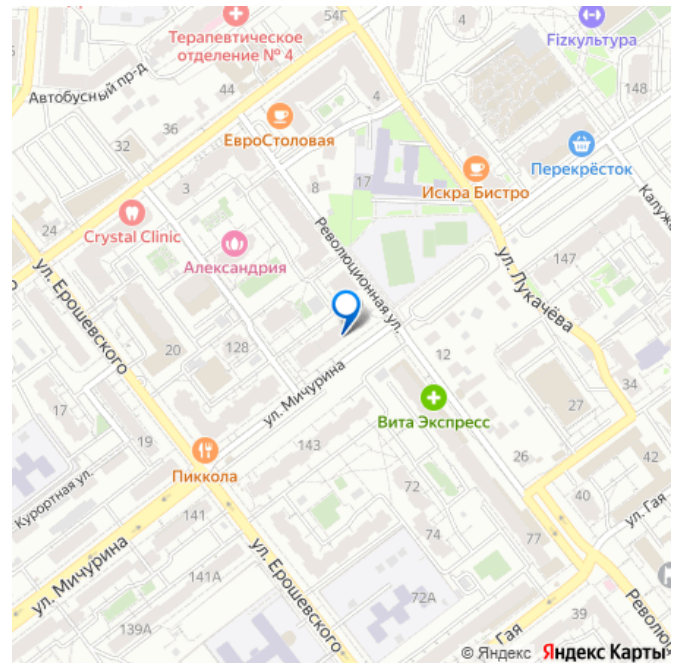 Терапевтическое
отделение № 4
54Г
Fizкультура
Автобусный пр-д
44
4
148
36
ЕвроСтоловая
32
Перекрёсток
17
3
8
Искра Бистро
24
Crystal Clinic
Александрия
Революционная ул.
147
ул. Лукачёва
ул. Ерошевского
20
128
12
34
ул. Мичурина
17
Вита Экспресс
27
19
143
26
42
Пиккола
Курортная ул.
72
40
141
ул. Гая
74
77
ул. Мичурина
141А
ул. Ерошевского
72А
139А
39
Гая
© Яндекс Яндекс Карты